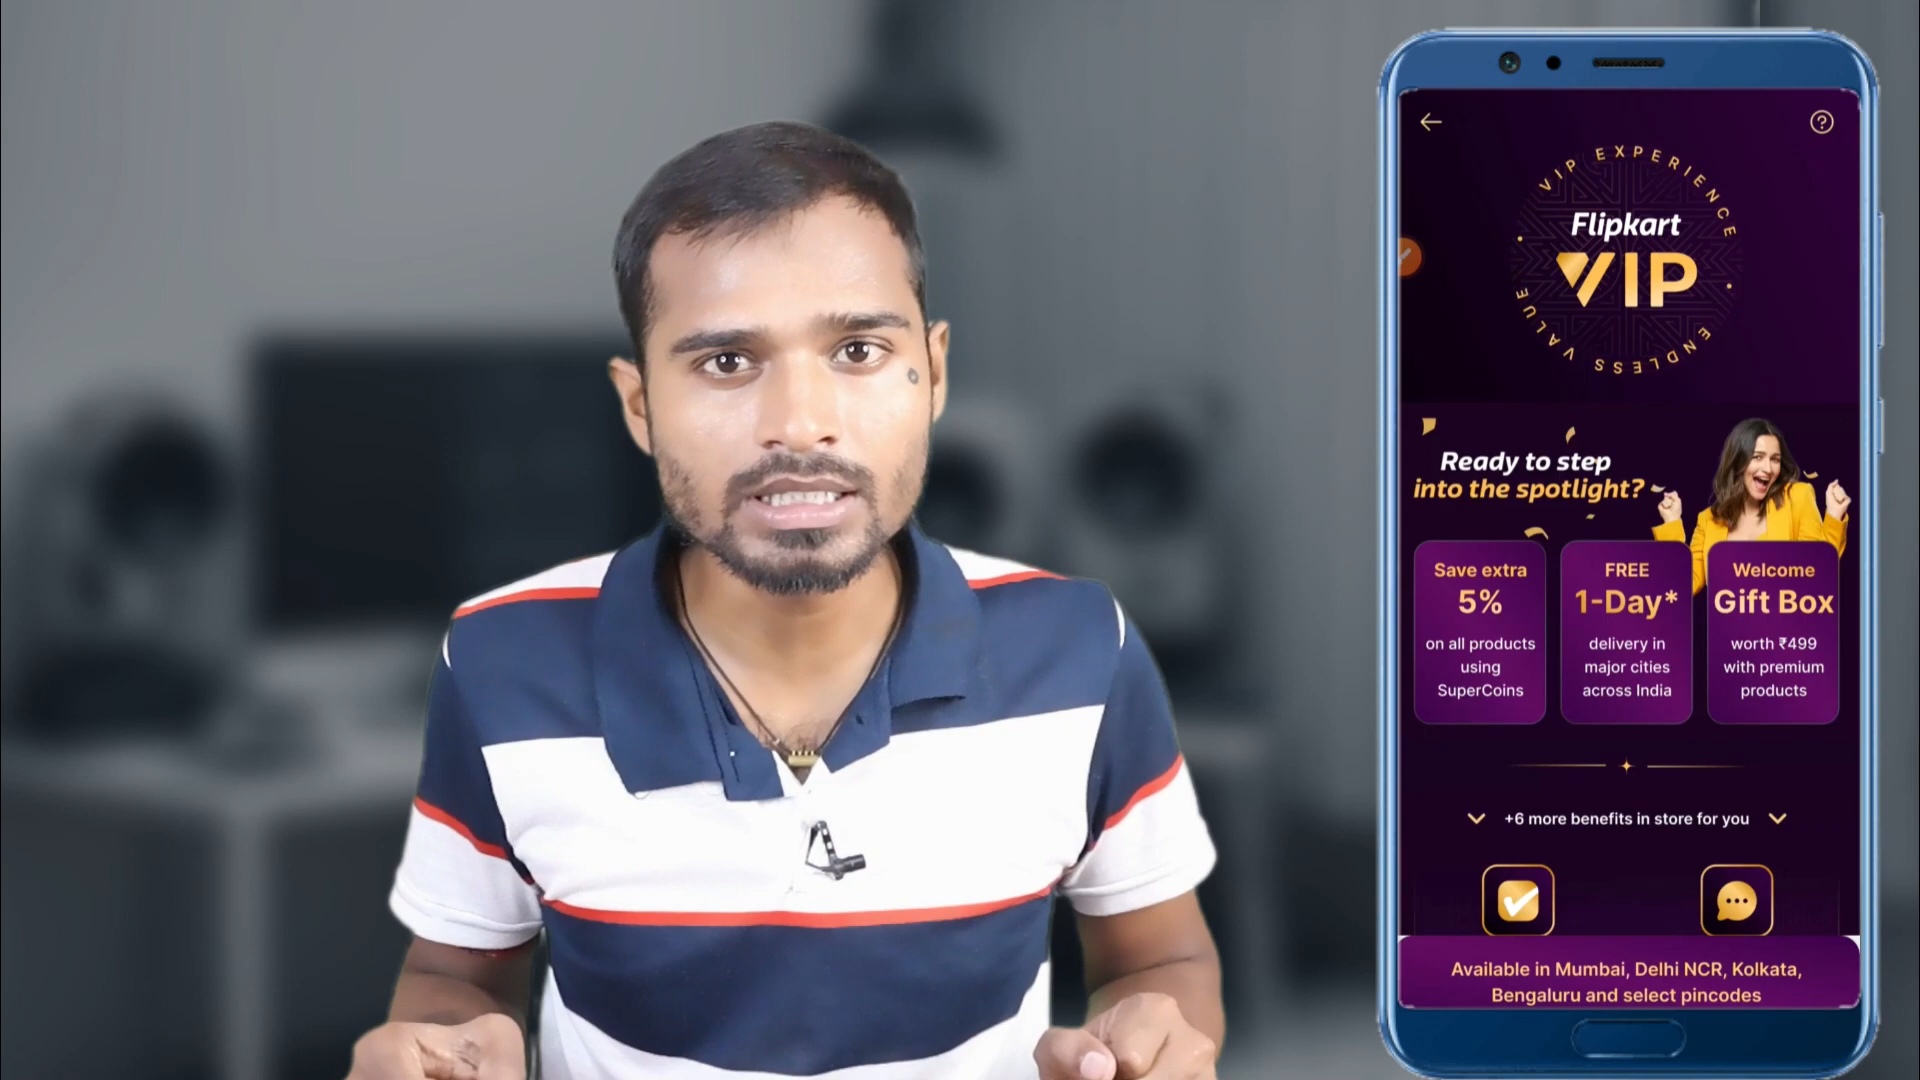 VIP EXPERIENCE
Flipkart
VIP
ENDLESS VALUE
Ready to step
into the spotlight?
Save extra
5%
on all products
using
SuperCoins
FREE
1-Day*
delivery in
major cities
across India
Welcome
Gift Box
worth ₹499
with premium
products
+6 more benefits in store for you
Available in Mumbai, Delhi NCR, Kolkata,
Bengaluru and select pincodes